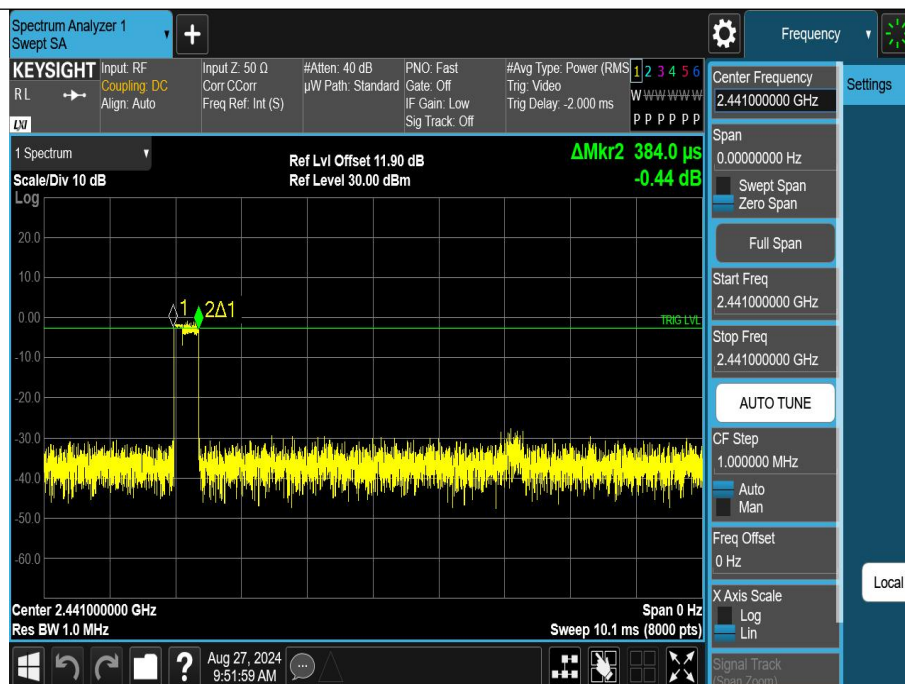 Spectrum Analyzer 1
Swept SA
+
Frequency
KEYSIGHT
RL
LXI
Input: RF
Coupling: DC
Align: Auto
Input Z: 50 Ω
Corr CCorr
Freq Ref: Int (S)
#Atten: 40 dB
µW Path: Standard
PNO: Fast
Gate: Off
IF Gain: Low
Sig Track: Off
#Avg Type: Power (RMS
Trig: Video
Trig Delay: -2.000 ms
1 2 3 4 5 6
W W W W W W
P P P P P P
1 Spectrum
Scale/Div 10 dB
Log
Ref Lvl Offset 11.90 dB
Ref Level 30.00 dBm
ΔMkr2 384.0 µs
-0.44 dB
20.0
10.0
0.00
-10.0
-20.0
-30.0
-40.0
-50.0
-60.0
1
2Δ1
TRIG LVL
Center 2.441000000 GHz
Res BW 1.0 MHz
Span 0 Hz
Sweep 10.1 ms (8000 pts)
Center Frequency
2.441000000 GHz
Span
0.00000000 Hz
Swept Span
Zero Span
Full Span
Start Freq
2.441000000 GHz
Stop Freq
2.441000000 GHz
AUTO TUNE
CF Step
1.000000 MHz
Auto
Man
Freq Offset
0 Hz
X Axis Scale
Log
Lin
Signal Track
(Span Zoom)
Settings
Local
?
Aug 27, 2024
9:51:59 AM